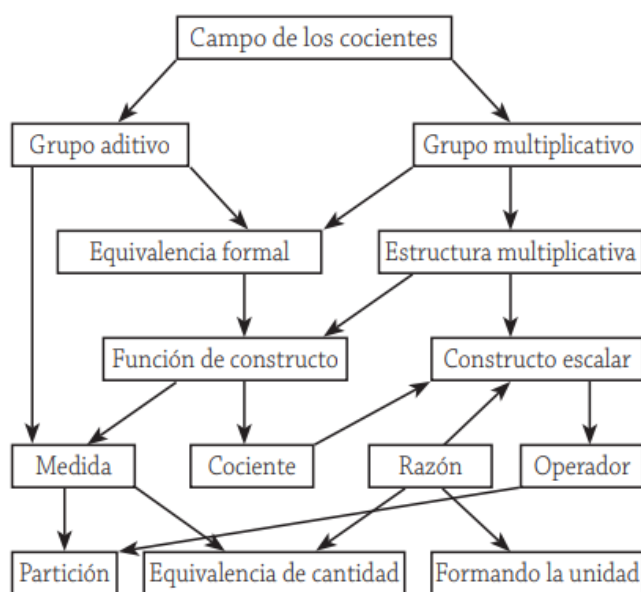 Campo de los cocientes
Grupo aditivo
Grupo multiplicativo
Equivalencia formal
Estructura multiplicativa
Función de constructo
Constructo escalar
Medida
Cociente
Razón
Operador
Partición
Equivalencia de cantidad
Formando la unidad